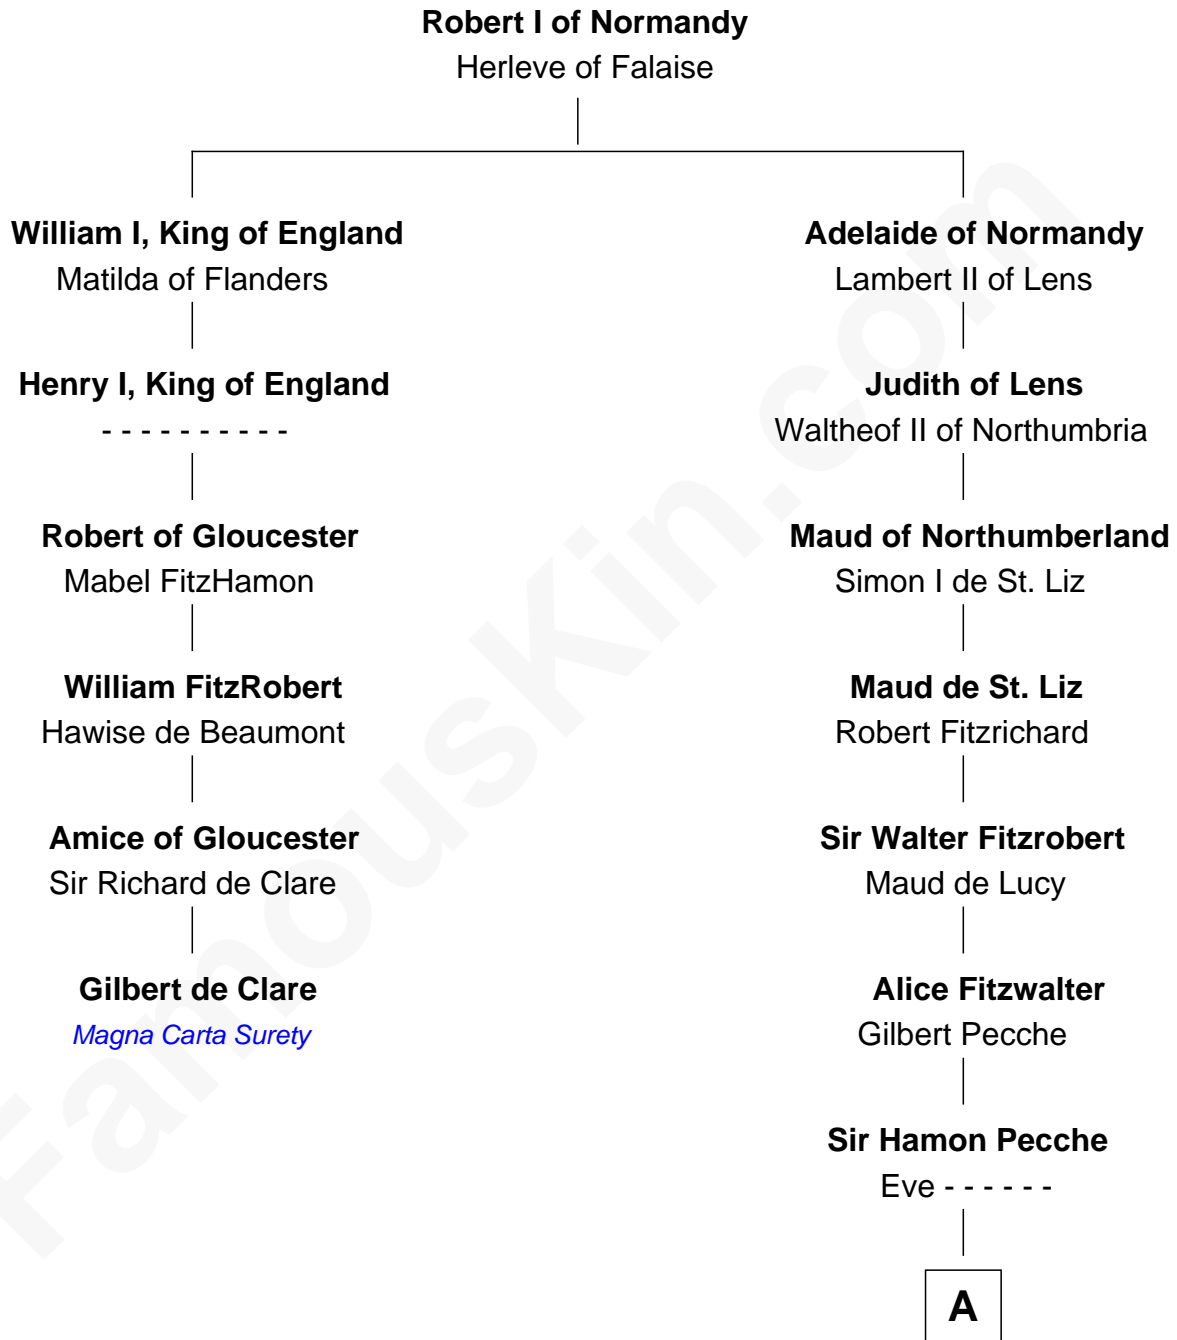 Robert I of Normandy
Herleve of Falaise
William I, King of England
Matilda of Flanders
Adelaide of Normandy
Lambert II of Lens
Henry I, King of England
- - - - - - - - - -
Judith of Lens
Waltheof II of Northumbria
Robert of Gloucester
Mabel FitzHamon
Maud of Northumberland
Simon I de St. Liz
William FitzRobert
Hawise de Beaumont
Maud de St. Liz
Robert Fitzrichard
Amice of Gloucester
Sir Richard de Clare
Sir Walter Fitzrobert
Maud de Lucy
Gilbert de Clare
Magna Carta Surety
Alice Fitzwalter
Gilbert Pecche
Sir Hamon Pecche
Eve - - - - - -
A
FamousKin.com